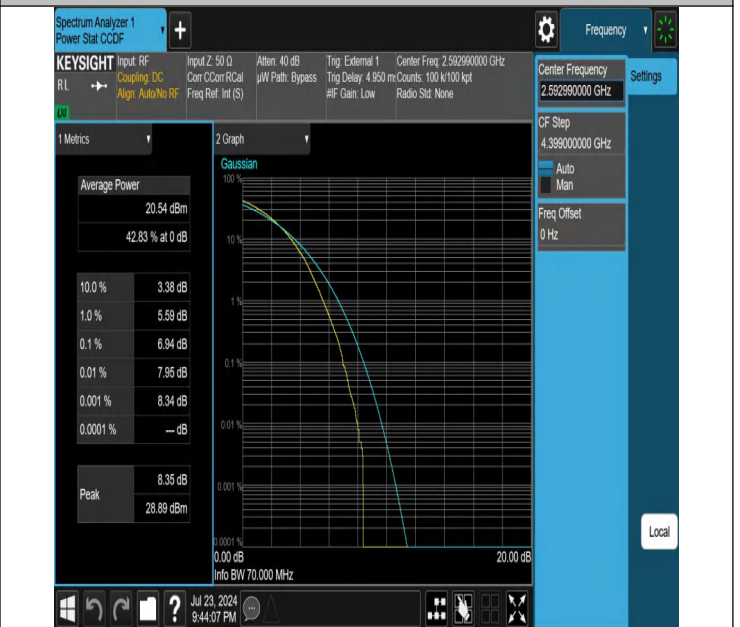 Spectrum Analyzer 1
Power Stat CCDF
+
Frequency
KEYSIGHT
RL
LXI
Input: RF
Coupling: DC
Align: Auto/No RF
Input Z: 50 Ω
Corr CCorr RCal
Freq Ref: Int (S)
Atten: 40 dB
µW Path: Bypass
Trig: External 1
Trig Delay: 4.950 m
#IF Gain: Low
Center Freq: 2.592990000 GHz
Counts: 100 k/100 kpt
Radio Std: None
Center Frequency
2.592990000 GHz
Settings
CF Step
4.399000000 GHz
Auto
Man
Freq Offset
0 Hz
1 Metrics
Average Power
20.54 dBm
42.83 % at 0 dB
10.0 % 3.38 dB
1.0 % 5.59 dB
0.1 % 6.94 dB
0.01 % 7.95 dB
0.001 % 8.34 dB
0.0001 % --- dB
Peak
8.35 dB
28.89 dBm
2 Graph
Gaussian
100 %
10 %
1 %
0.1 %
0.01 %
0.001 %
0.0001 %
0.00 dB 20.00 dB
Info BW 70.000 MHz
Local
?
Jul 23, 2024
9:44:07 PM